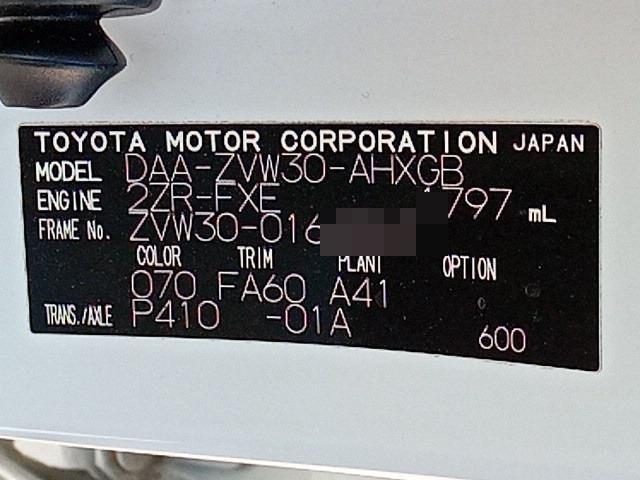 TOYOTA MOTOR CORPORATION JAPAN
MODEL DAA-ZVW30-AHXGB
ENGINE 2ZR-FXE 1797 mL
FRAME No. ZVW30-016
COLOR TRIM PLANT OPTION
070 FA60 A41
TRANS./AXLE P410 -01A
600